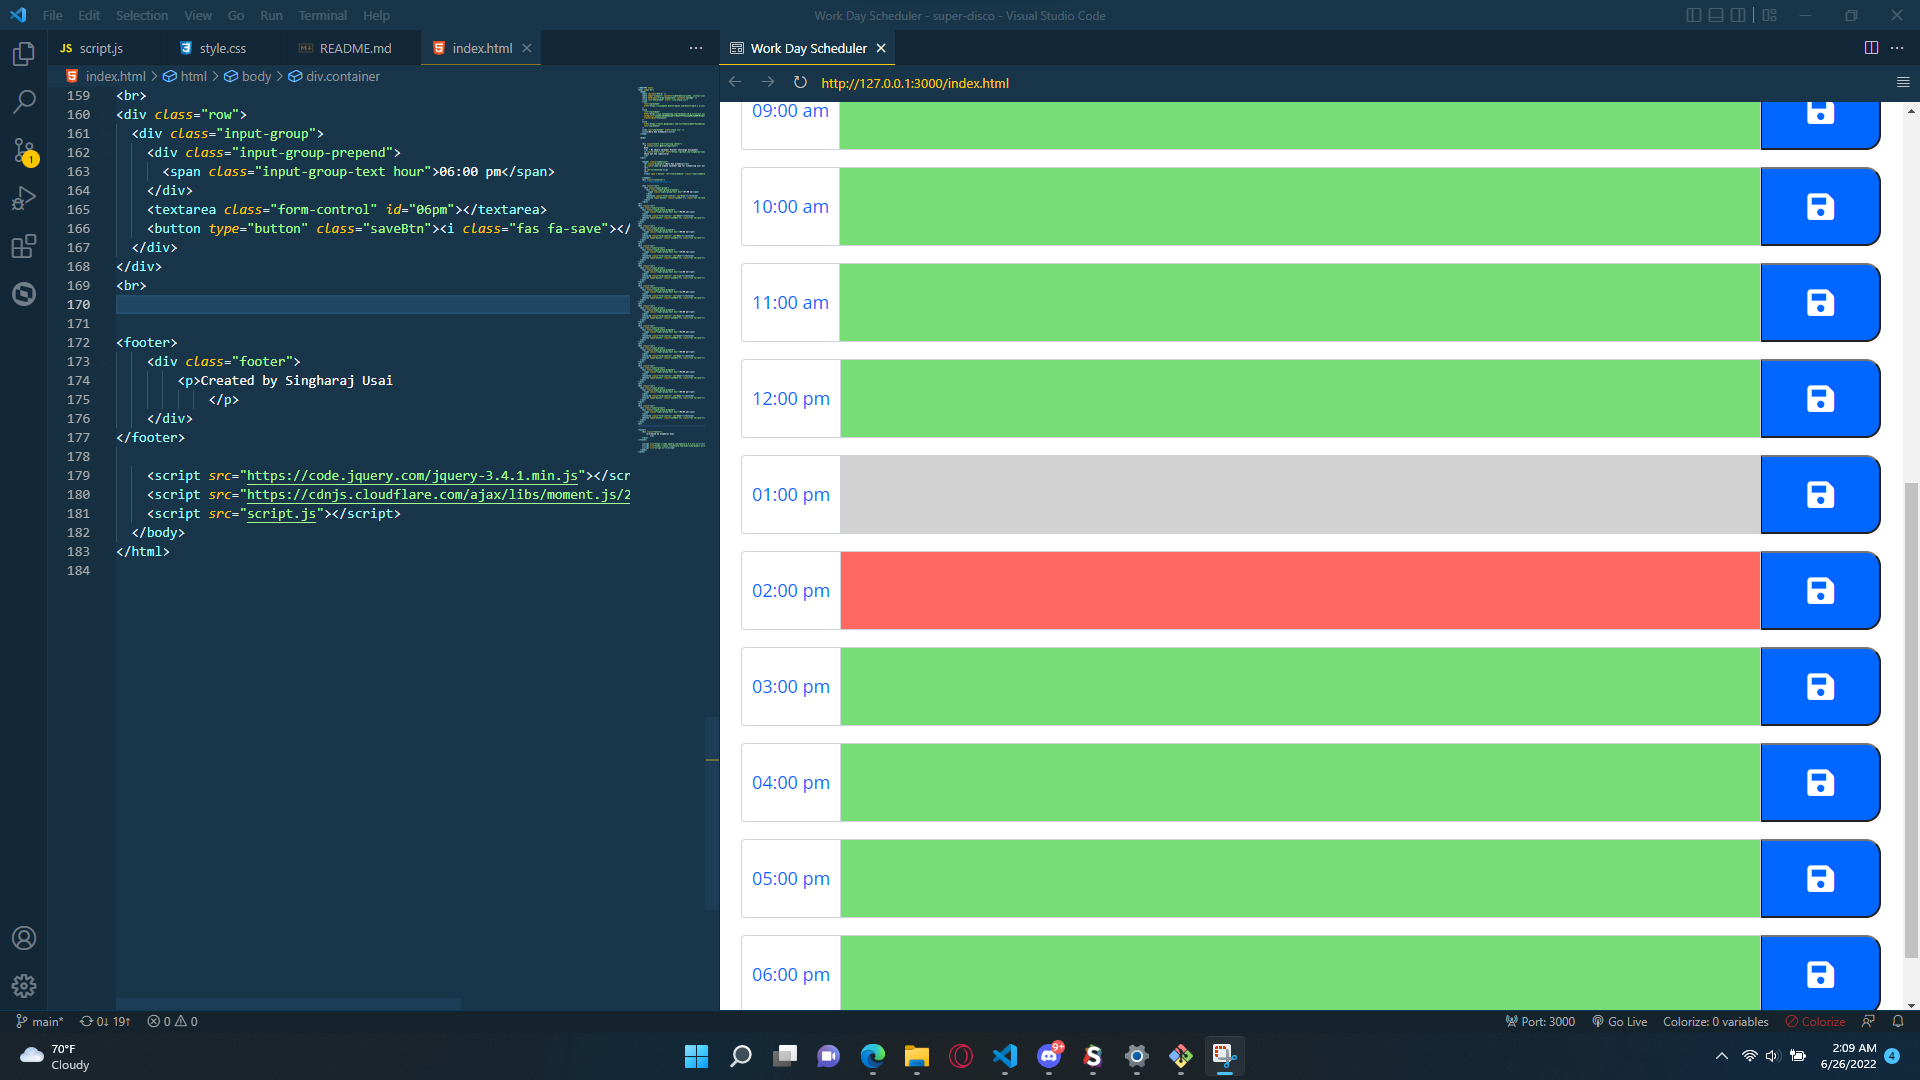 File Edit Selection View Go Run Terminal Help
Work Day Scheduler - super-disco - Visual Studio Code
JS script.js
style.css
README.md
index.html
Work Day Scheduler
index.html > html > body > div.container
http://127.0.0.1:3000/index.html
159 <br>
160 <div class="row">
161 <div class="input-group">
162 <div class="input-group-prepend">
163 <span class="input-group-text hour">06:00 pm</span>
164 </div>
165 <textarea class="form-control" id="06pm"></textarea>
166 <button type="button" class="saveBtn"><i class="fas fa-save"></
167 </div>
168 </div>
169 <br>
170
171
172 <footer>
173 <div class="footer">
174 <p>Created by Singharaj Usai
175 </p>
176 </div>
177 </footer>
178
179 <script src="https://code.jquery.com/jquery-3.4.1.min.js"></scr
180 <script src="https://cdnjs.cloudflare.com/ajax/libs/moment.js/2
181 <script src="script.js"></script>
182 </body>
183 </html>
184
09:00 am
10:00 am
11:00 am
12:00 pm
01:00 pm
02:00 pm
03:00 pm
04:00 pm
05:00 pm
06:00 pm
1
main* 0↓ 19↑ 0 0
Port: 3000 Go Live Colorize: 0 variables Colorize
70°F
Cloudy
9+
2:09 AM
6/26/2022
4